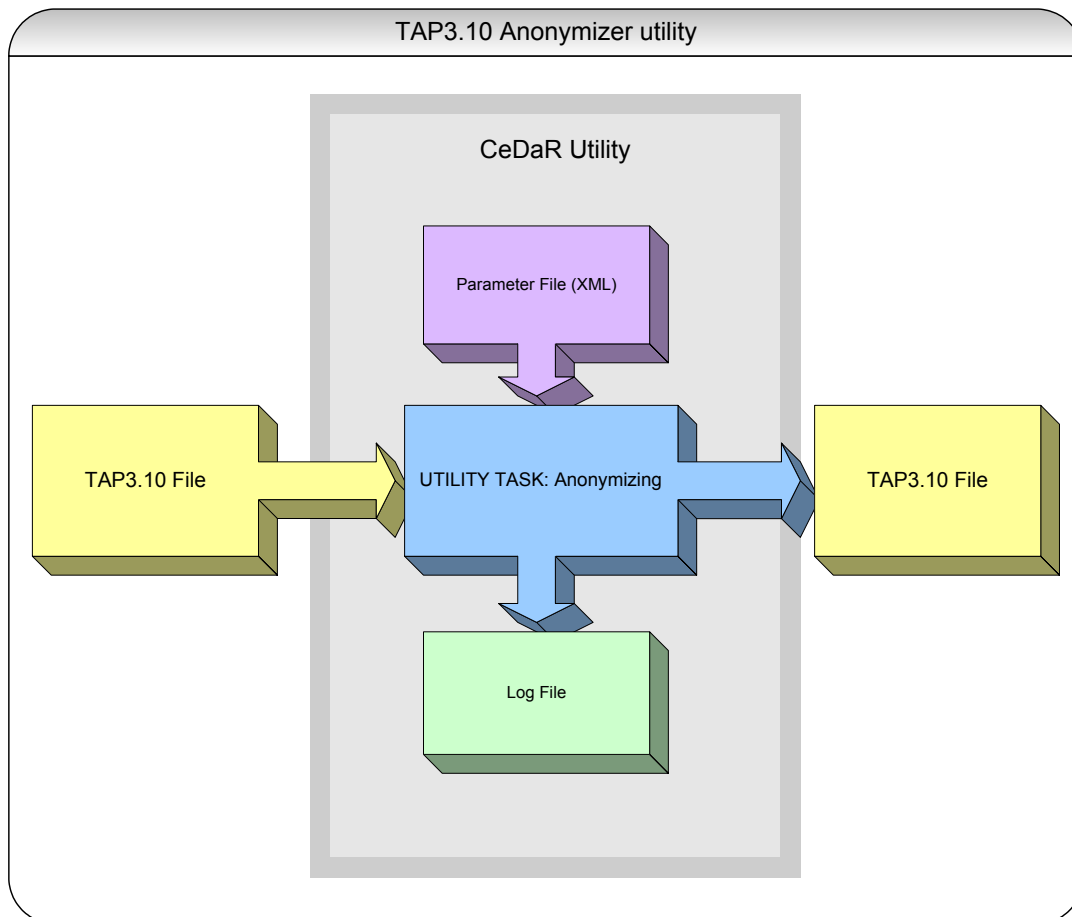 TAP3.10 Anonymizer utility
CeDaR Utility
Parameter File (XML)
TAP3.10 File
UTILITY TASK: Anonymizing
TAP3.10 File
Log File